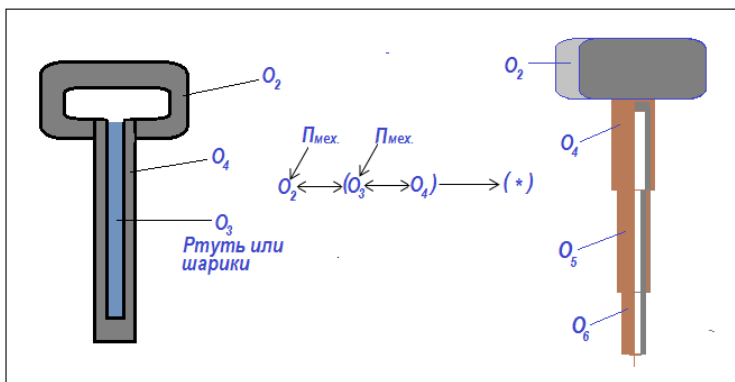 O₂
O₄
O₃
Ртуть или
шарики
Пмех. Пмех.
O₂ (O₃ O₄) (*)
O₂
O₄
O₅
O₆